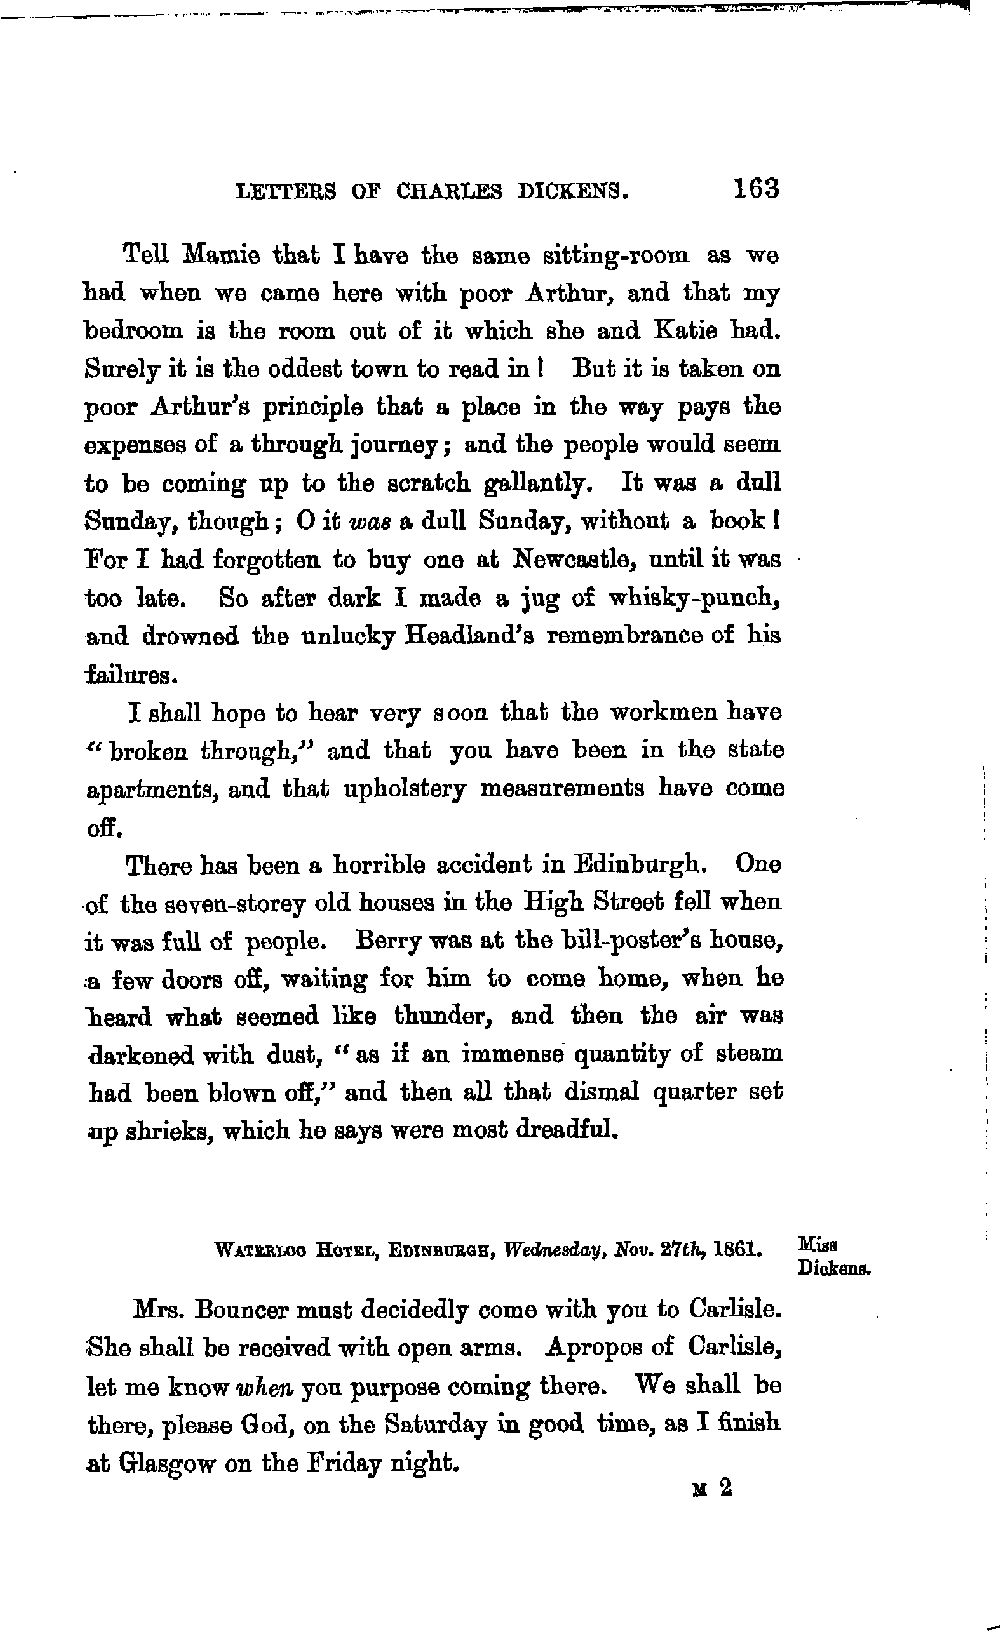 LETTERS OF CHARLES DICKENS. 163
Tell Mamie that I have the same sitting-room as we
had when we came here with poor Arthur, and that my
bedroom is the room out of it which she and Katie had.
Surely it is the oddest town to read in! But it is taken on
poor Arthur's principle that a place in the way pays the
expenses of a through journey; and the people would seem
to be coming up to the scratch gallantly. It was a dull
Sunday, though; O it was a dull Sunday, without a book!
For I had forgotten to buy one at Newcastle, until it was
too late. So after dark I made a jug of whisky-punch,
and drowned the unlucky Headland's remembrance of his
failures.
I shall hope to hear very soon that the workmen have
"broken through," and that you have been in the state
apartments, and that upholstery measurements have come
off.
There has been a horrible accident in Edinburgh. One
of the seven-storey old houses in the High Street fell when
it was full of people. Berry was at the bill-poster's house,
a few doors off, waiting for him to come home, when he
heard what seemed like thunder, and then the air was
darkened with dust, "as if an immense quantity of steam
had been blown off," and then all that dismal quarter set
up shrieks, which he says were most dreadful.
WATERLOO HOTEL, EDINBURGH, Wednesday, Nov. 27th, 1861.
Miss
Dickens.
Mrs. Bouncer must decidedly come with you to Carlisle.
She shall be received with open arms. Apropos of Carlisle,
let me know when you purpose coming there. We shall be
there, please God, on the Saturday in good time, as I finish
at Glasgow on the Friday night.
M 2